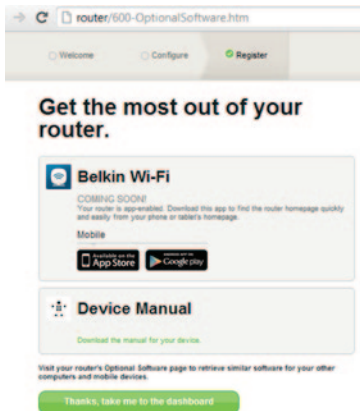 router/600-OptionalSoftware.htm
Welcome Configure Register
Get the most out of your
router.
Belkin Wi-Fi
COMING SOON!
Your router is app-enabled. Download this app to find the router homepage quickly
and easily from your phone or tablet's homepage.
Mobile
Available on the App Store ANDROID APP ON Google play
Device Manual
Download the manual for your device.
Visit your router's Optional Software page to retrieve similar software for your other
computers and mobile devices.
Thanks, take me to the dashboard